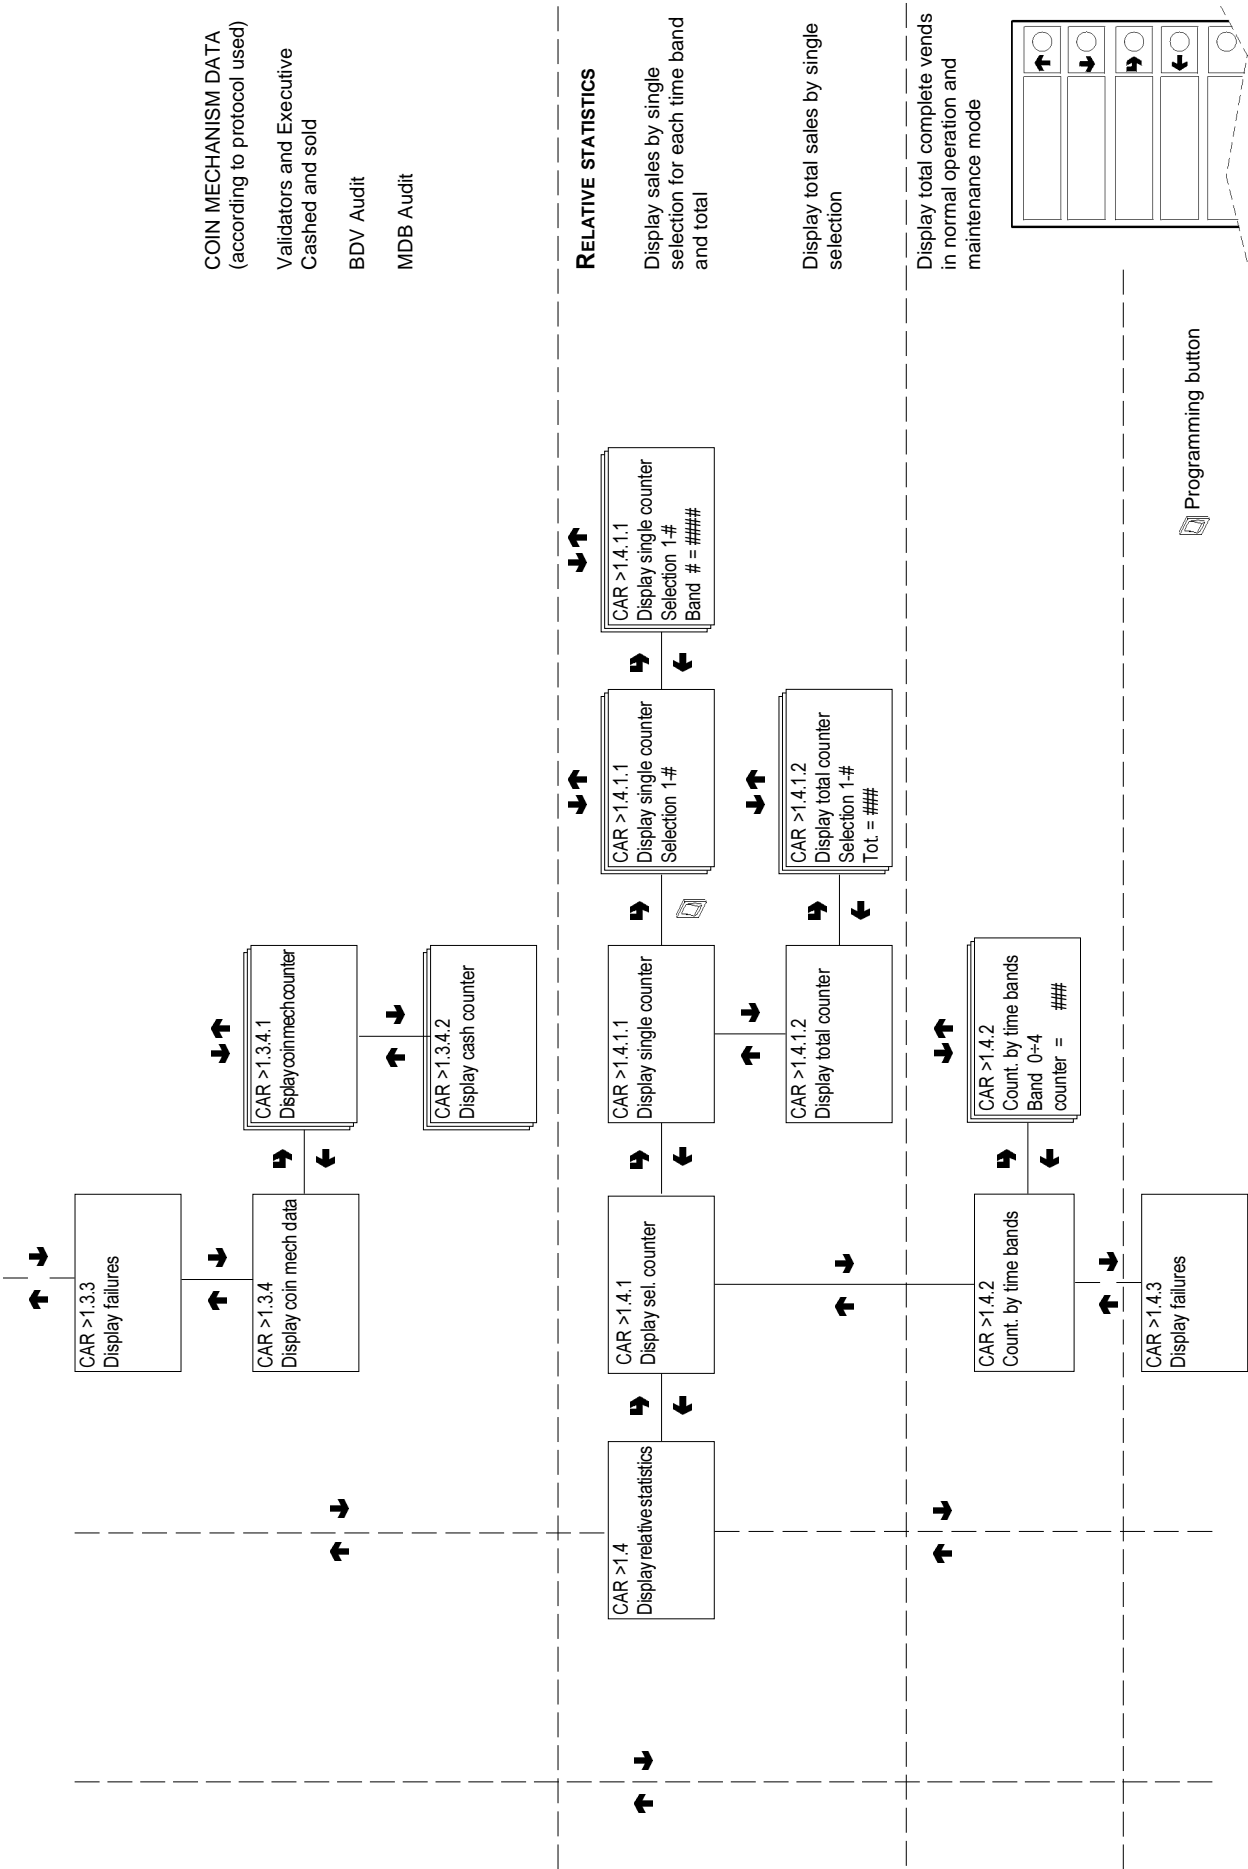 CAR >1.3.3
Display failures
CAR >1.3.4
Display coin mech data
CAR >1.3.4.1
Display coin mech counter
CAR >1.3.4.2
Display cash counter
COIN MECHANISM DATA
(according to protocol used)
Validators and Executive
Cashed and sold
BDV Audit
MDB Audit
CAR >1.4
Display relative statistics
CAR >1.4.1
Display sel. counter
CAR >1.4.1.1
Display single counter
CAR >1.4.1.1
Display single counter
Selection 1-#
CAR >1.4.1.1
Display single counter
Selection 1-#
Band # = ####
RELATIVE STATISTICS
Display sales by single
selection for each time band
and total
CAR >1.4.1.2
Display total counter
CAR >1.4.1.2
Display total counter
Selection 1-#
Tot. = ###
Display total sales by single
selection
CAR >1.4.2
Count. by time bands
CAR >1.4.2
Count. by time bands
Band 0÷4
counter = ###
Display total complete vends
in normal operation and
maintenance mode
CAR >1.4.3
Display failures
Programming button